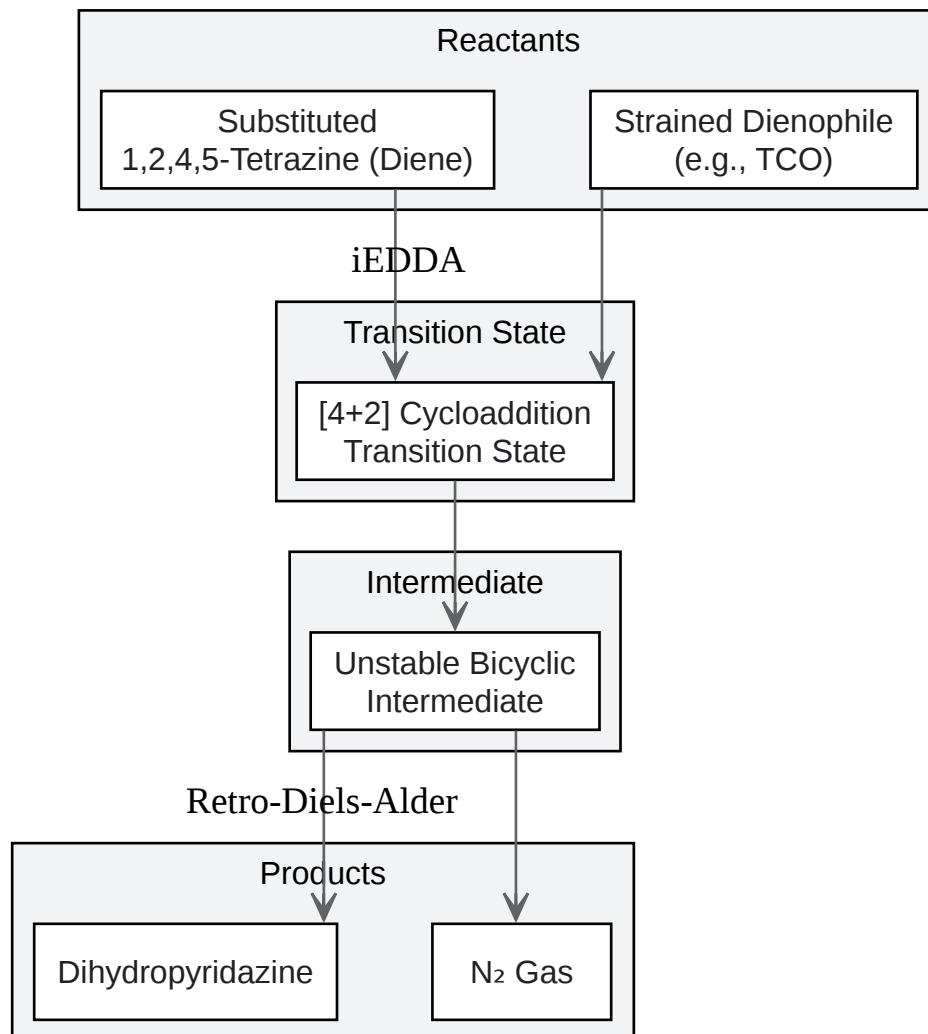 Reactants
Substituted
1,2,4,5-Tetrazine (Diene)
Strained Dienophile
(e.g., TCO)
iEDDA
Transition State
[4+2] Cycloaddition
Transition State
Intermediate
Unstable Bicyclic
Intermediate
Retro-Diels-Alder
Products
Dihydropyridazine
N₂ Gas